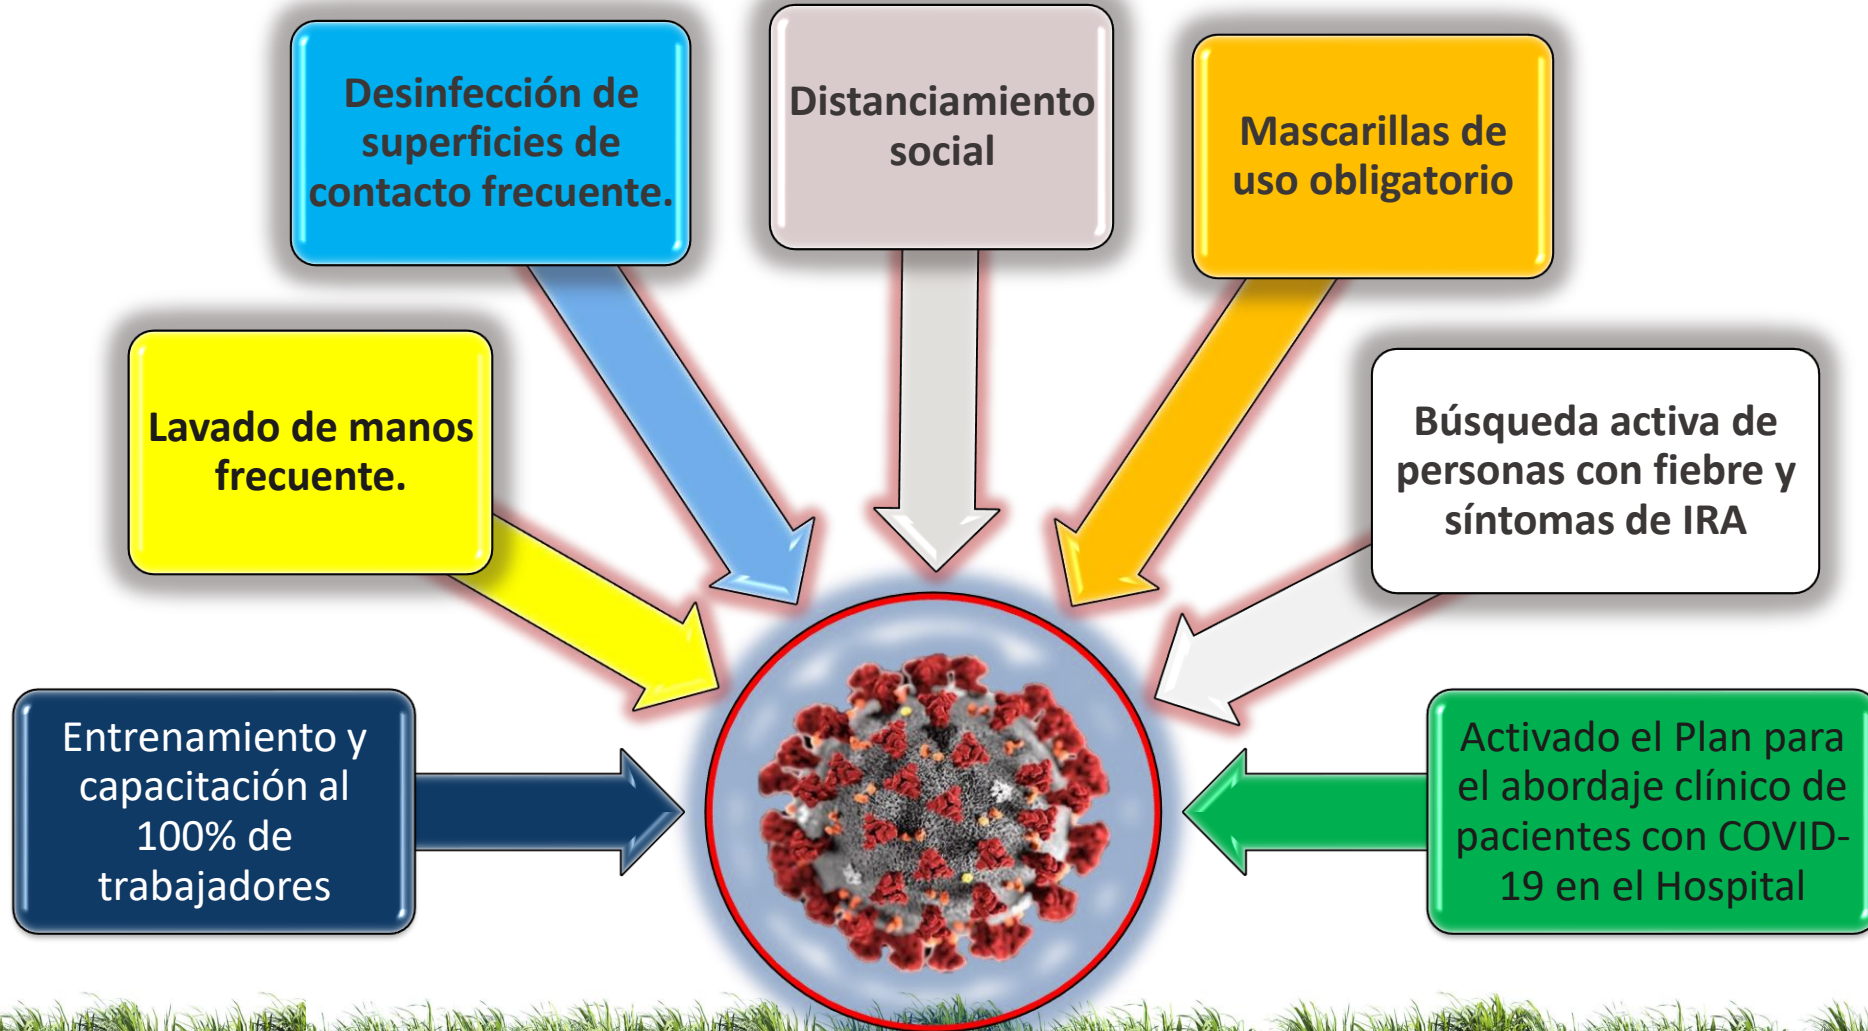 Desinfección de
superficies de
contacto frecuente.
Distanciamiento
social
Mascarillas de
uso obligatorio
Lavado de manos
frecuente.
Búsqueda activa de
personas con fiebre y
síntomas de IRA
Entrenamiento y
capacitación al
100% de
trabajadores
Activado el Plan para
el abordaje clínico de
pacientes con COVID-
19 en el Hospital